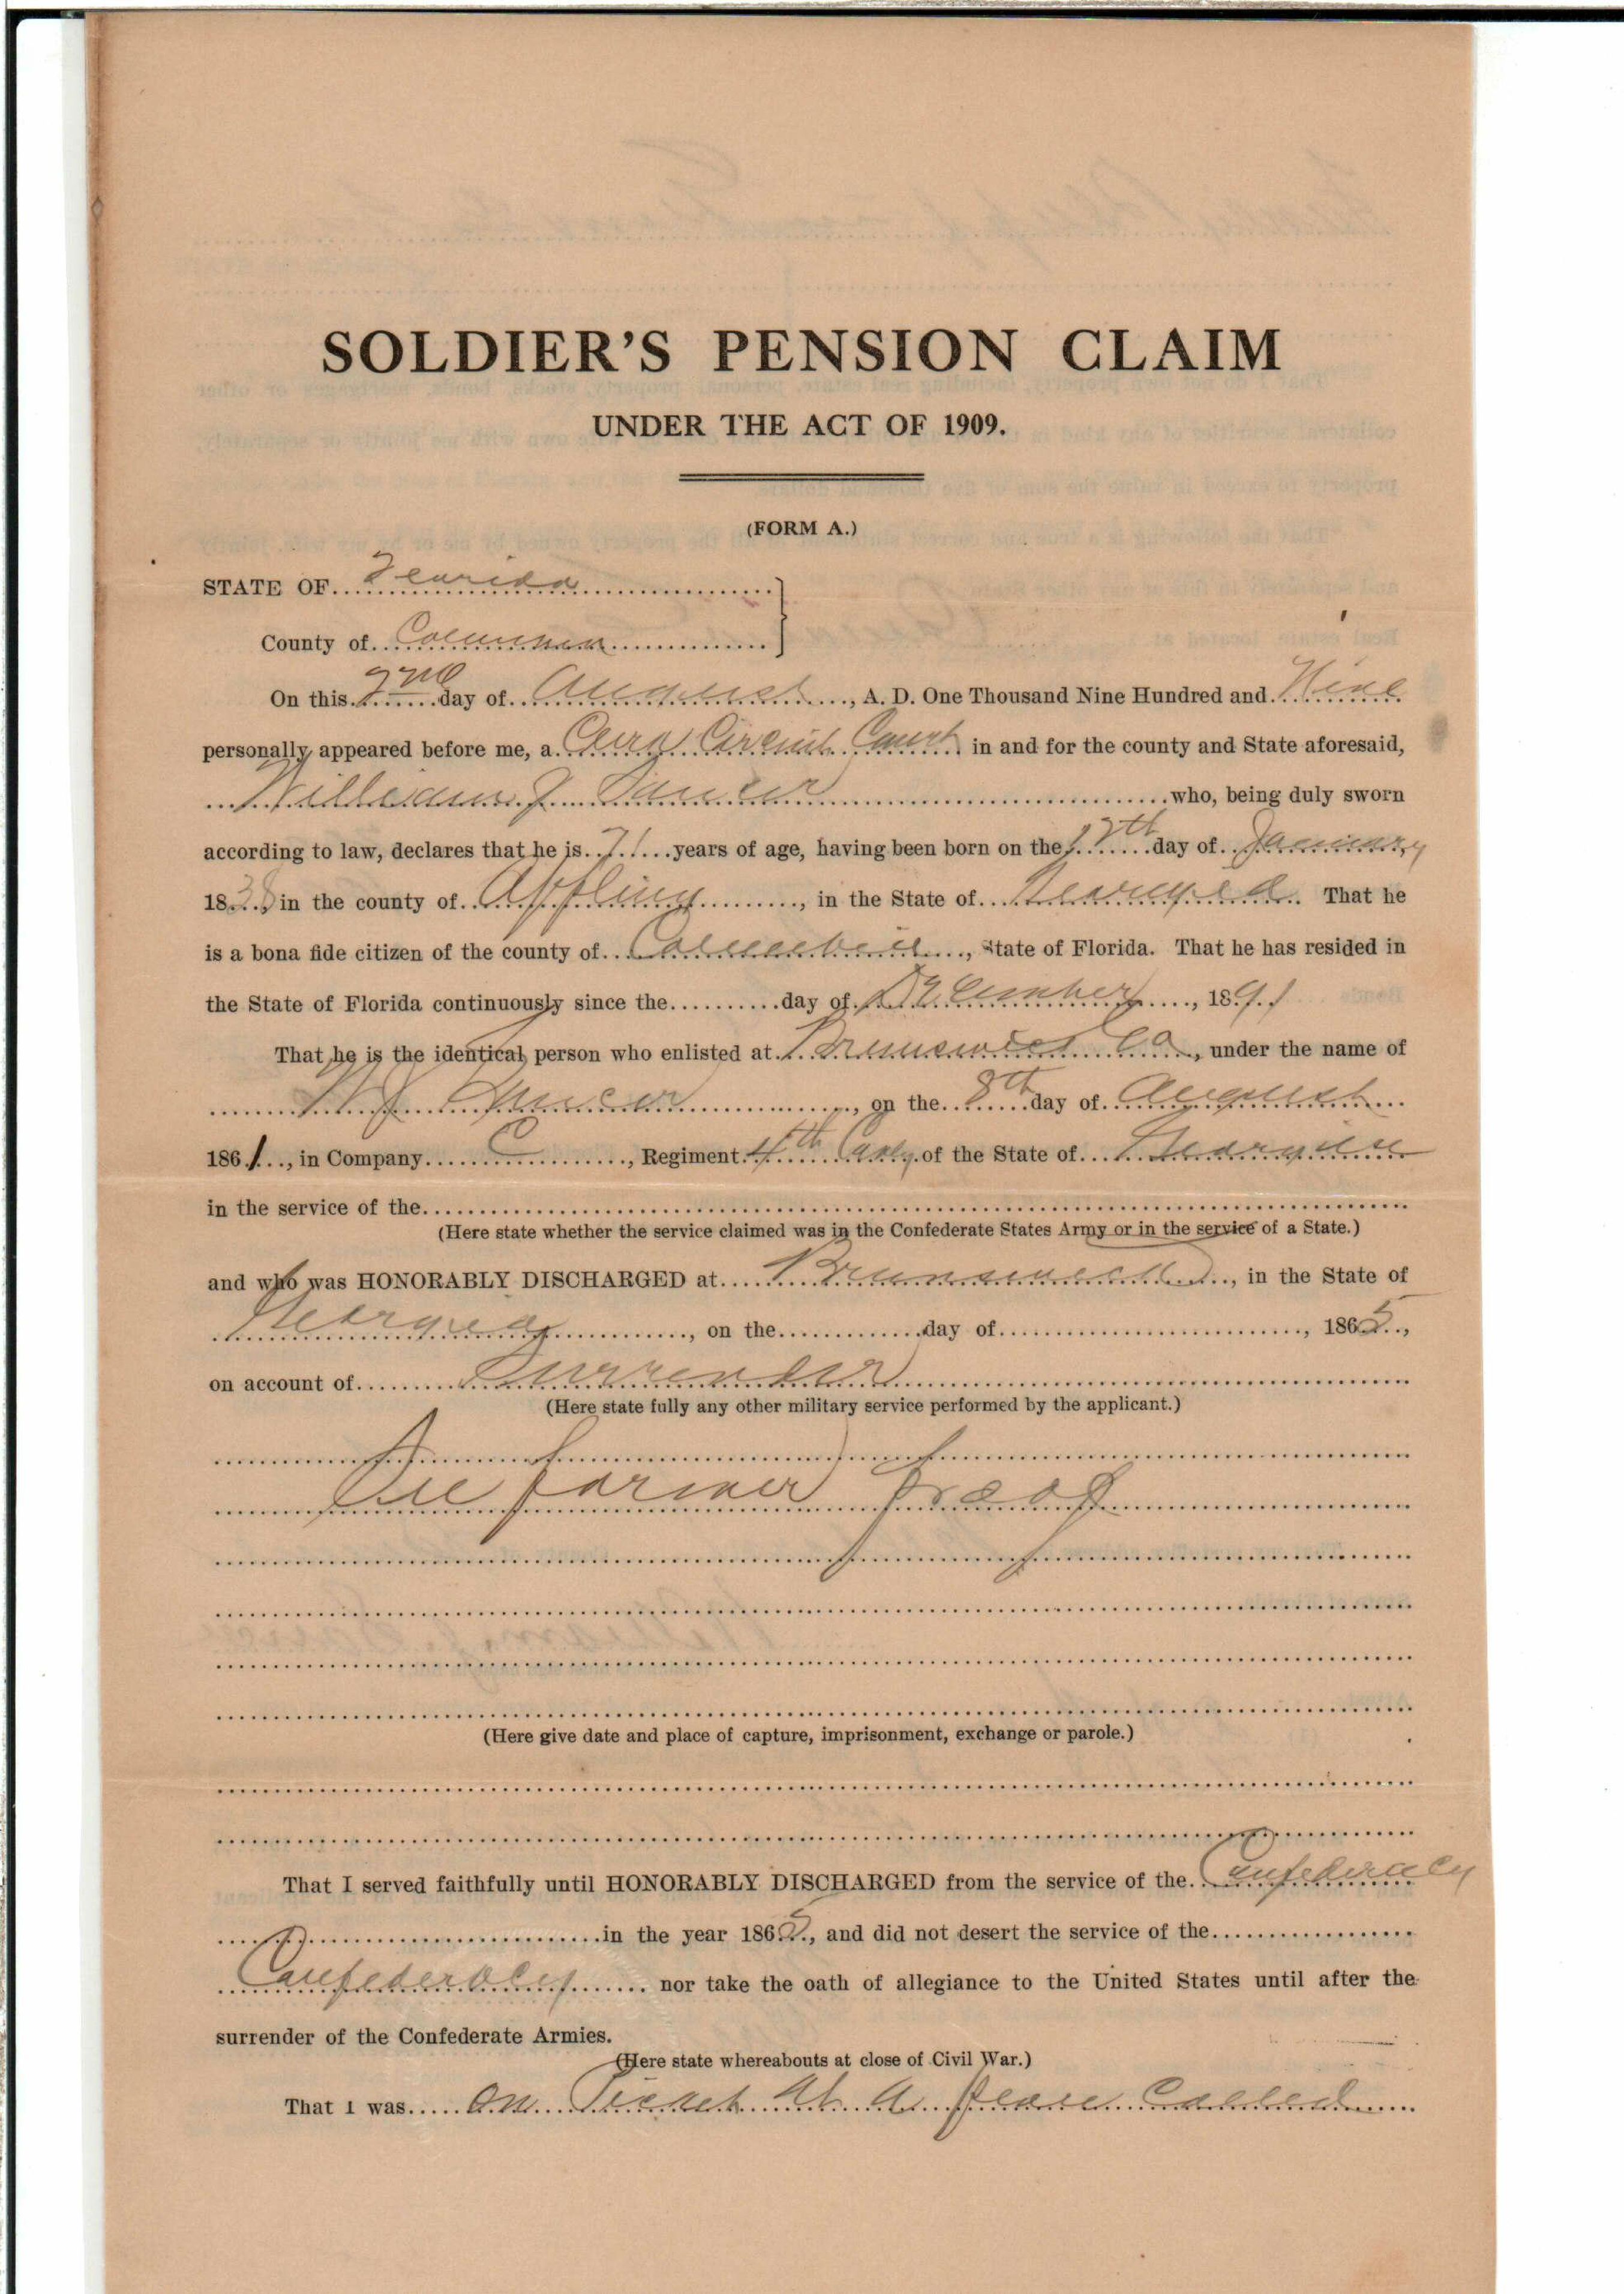 SOLDIER'S PENSION CLAIM
UNDER THE ACT OF 1909.
(FORM A.)
STATE OF Florida
County of Columbia
On this 2nd day of August, A. D. One Thousand Nine Hundred and Nine
personally appeared before me, a Clerk Circuit Court in and for the county and State aforesaid,
William J. who, being duly sworn
according to law, declares that he is 71 years of age, having been born on the day of January
1838, in the county of Appling, in the State of Georgia. That he
is a bona fide citizen of the county of Columbia, State of Florida. That he has resided in
the State of Florida continuously since the day of December, 1891
That he is the identical person who enlisted at Brunswick Ga, under the name of
W J, on the 8th day of August
1861, in Company C, Regiment 4th Cavly of the State of Georgia
in the service of the
(Here state whether the service claimed was in the Confederate States Army or in the service of a State.)
and who was HONORABLY DISCHARGED at Brunswick, in the State of
Georgia, on the day of, 1865,
on account of Surrender
(Here state fully any other military service performed by the applicant.)
See former proof
(Here give date and place of capture, imprisonment, exchange or parole.)
That I served faithfully until HONORABLY DISCHARGED from the service of the Confederacy
in the year 1865, and did not desert the service of the
Confederacy nor take the oath of allegiance to the United States until after the
surrender of the Confederate Armies.
(Here state whereabouts at close of Civil War.)
That I was on Picket At a place Called